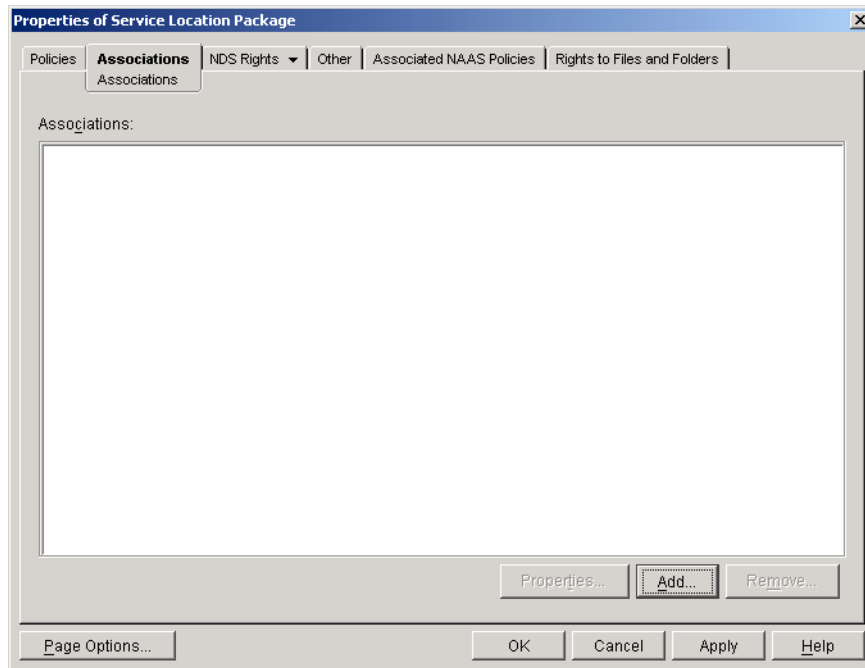 Properties of Service Location Package
Policies Associations NDS Rights Other Associated NAAS Policies Rights to Files and Folders
Associations
Associations:
Properties... Add... Remove...
Page Options... OK Cancel Apply Help